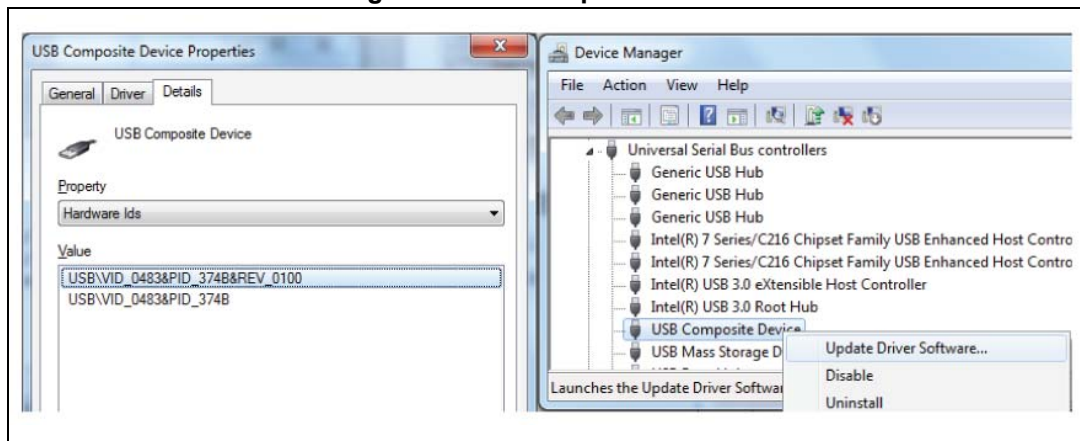 USB Composite Device Properties
General Driver Details
USB Composite Device
Property
Hardware Ids
Value
USB\VID_0483&PID_374B&REV_0100
USB\VID_0483&PID_374B
Device Manager
File Action View Help
Universal Serial Bus controllers
Generic USB Hub
Generic USB Hub
Generic USB Hub
Intel(R) 7 Series/C216 Chipset Family USB Enhanced Host Contro
Intel(R) 7 Series/C216 Chipset Family USB Enhanced Host Contro
Intel(R) USB 3.0 eXtensible Host Controller
Intel(R) USB 3.0 Root Hub
USB Composite Device
USB Mass Storage D
Launches the Update Driver Softwar
Update Driver Software...
Disable
Uninstall